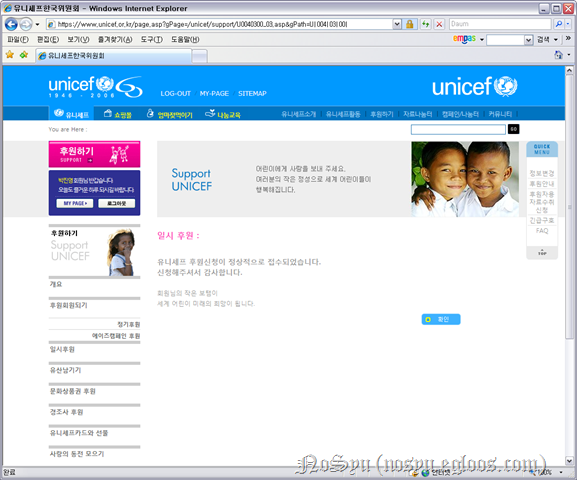 유니세프한국위원회 - Windows Internet Explorer
https://www.unicef.or.kr/page.asp?gPage=/unicef/support/U0040300_03.asp&gPath=U|004|03|00|
Daum
파일(F) 편집(E) 보기(V) 즐겨찾기(A) 도구(T) 도움말(H)
empas 검색
유니세프한국위원회
unicef
1946 - 2006
LOG-OUT MY-PAGE SITEMAP
unicef
유니세프 쇼핑몰 엄마젖먹이기 나눔교육
유니세프소개 유니세프활동 후원하기 자료나눔터 캠페인/나눔터 커뮤니티
You are Here :
GO
후원하기
SUPPORT
박진영회원님 반갑습니다.
오늘도 즐거운 하루 되시길 바랍니다.
MY PAGE 로그아웃
Support
UNICEF
어린이에게 사랑을 보내 주세요.
여러분의 작은 정성으로 세계 어린이들이
행복해집니다.
QUICK
MENU
정보변경
후원안내
후원자용
자료수취
신청
긴급구호
FAQ
TOP
후원하기
Support
UNICEF
개요
후원회원되기
정기후원
에이즈캠페인 후원
일시후원
유산남기기
문화상품권 후원
경조사 후원
유니세프카드와 선물
사랑의 동전 모으기
일시 후원 :
유니세프 후원신청이 정상적으로 접수되었습니다.
신청해주셔서 감사합니다.
회원님의 작은 보탬이
세계 어린이 미래의 희망이 됩니다.
확인
NoSyu (nosyu.egloos.com)
완료
인터넷
100%